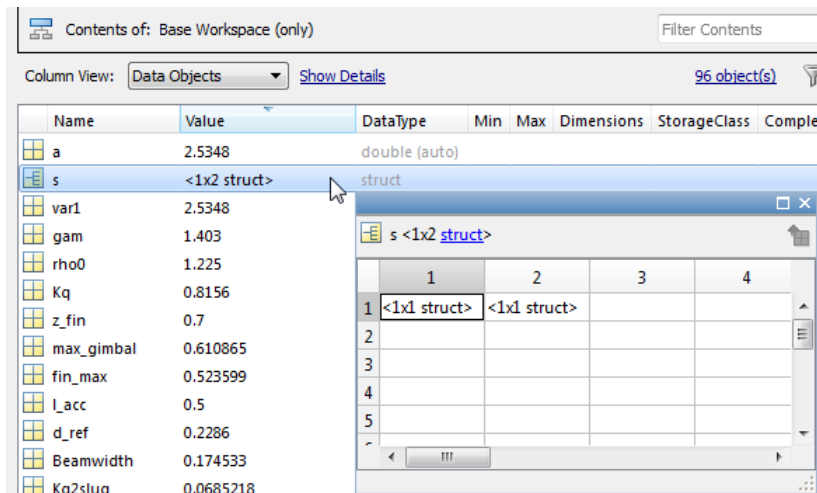 Contents of: Base Workspace (only)
Filter Contents
Column View: Data Objects Show Details 96 object(s)
Name Value DataType Min Max Dimensions StorageClass Comple
a 2.5348 double (auto)
s <1x2 struct> struct
var1 2.5348
gam 1.403
rho0 1.225
Kq 0.8156
z_fin 0.7
max_gimbal 0.610865
fin_max 0.523599
l_acc 0.5
d_ref 0.2286
Beamwidth 0.174533
Kg2slug 0.0685218
s <1x2 struct>
1 2 3 4
1 <1x1 struct> <1x1 struct>
2
3
4
5
6